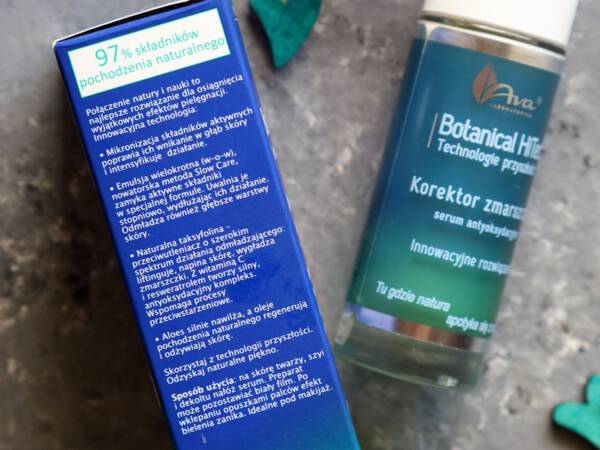 97% składników
pochodzenia naturalnego
Połączenie natury i nauki to
najlepsze rozwiązanie dla osiągnięcia
wyjątkowych efektów pielęgnacji.
Innowacyjna technologia:
• Mikronizacja składników aktywnych
poprawia ich wnikanie w głąb skóry
i intensyfikuje działanie.
• Emulsja wielokrotna (w-o-w),
nowatorska metoda Slow Care,
zamyka aktywne składniki
w specjalnej formule. Uwalnia je
stopniowo, wydłużając ich działanie.
Odmładza również głębsze warstwy
skóry.
• Naturalna taksyfolina –
przeciwutleniacz o szerokim
spektrum działania odmładzającego:
liftinguje, napina skórę, wygładza
zmarszczki. Z witaminą C
i resweratrolem tworzy silny,
antyoksydacyjny kompleks.
Wspomaga procesy
przeciwstarzeniowe.
• Aloes silnie nawilża, a oleje
pochodzenia naturalnego regenerują
i odżywiają skórę.
Skorzystaj z technologii przyszłości.
Odzyskaj naturalne piękno.
Sposób użycia: na skórę twarzy, szyi
i dekoltu nałóż serum. Preparat
może pozostawiać biały film. Po
wklepaniu opuszkami palców efekt
bielenia zanika. Idealne pod makijaż.
Ava®
LABORATORIUM
Botanical HiTe
Technologie przyszłoś
Korektor zmarszc
serum antyoksydacyjn
Innowacyjne rozwiąz
Tu gdzie natura
spotyka się